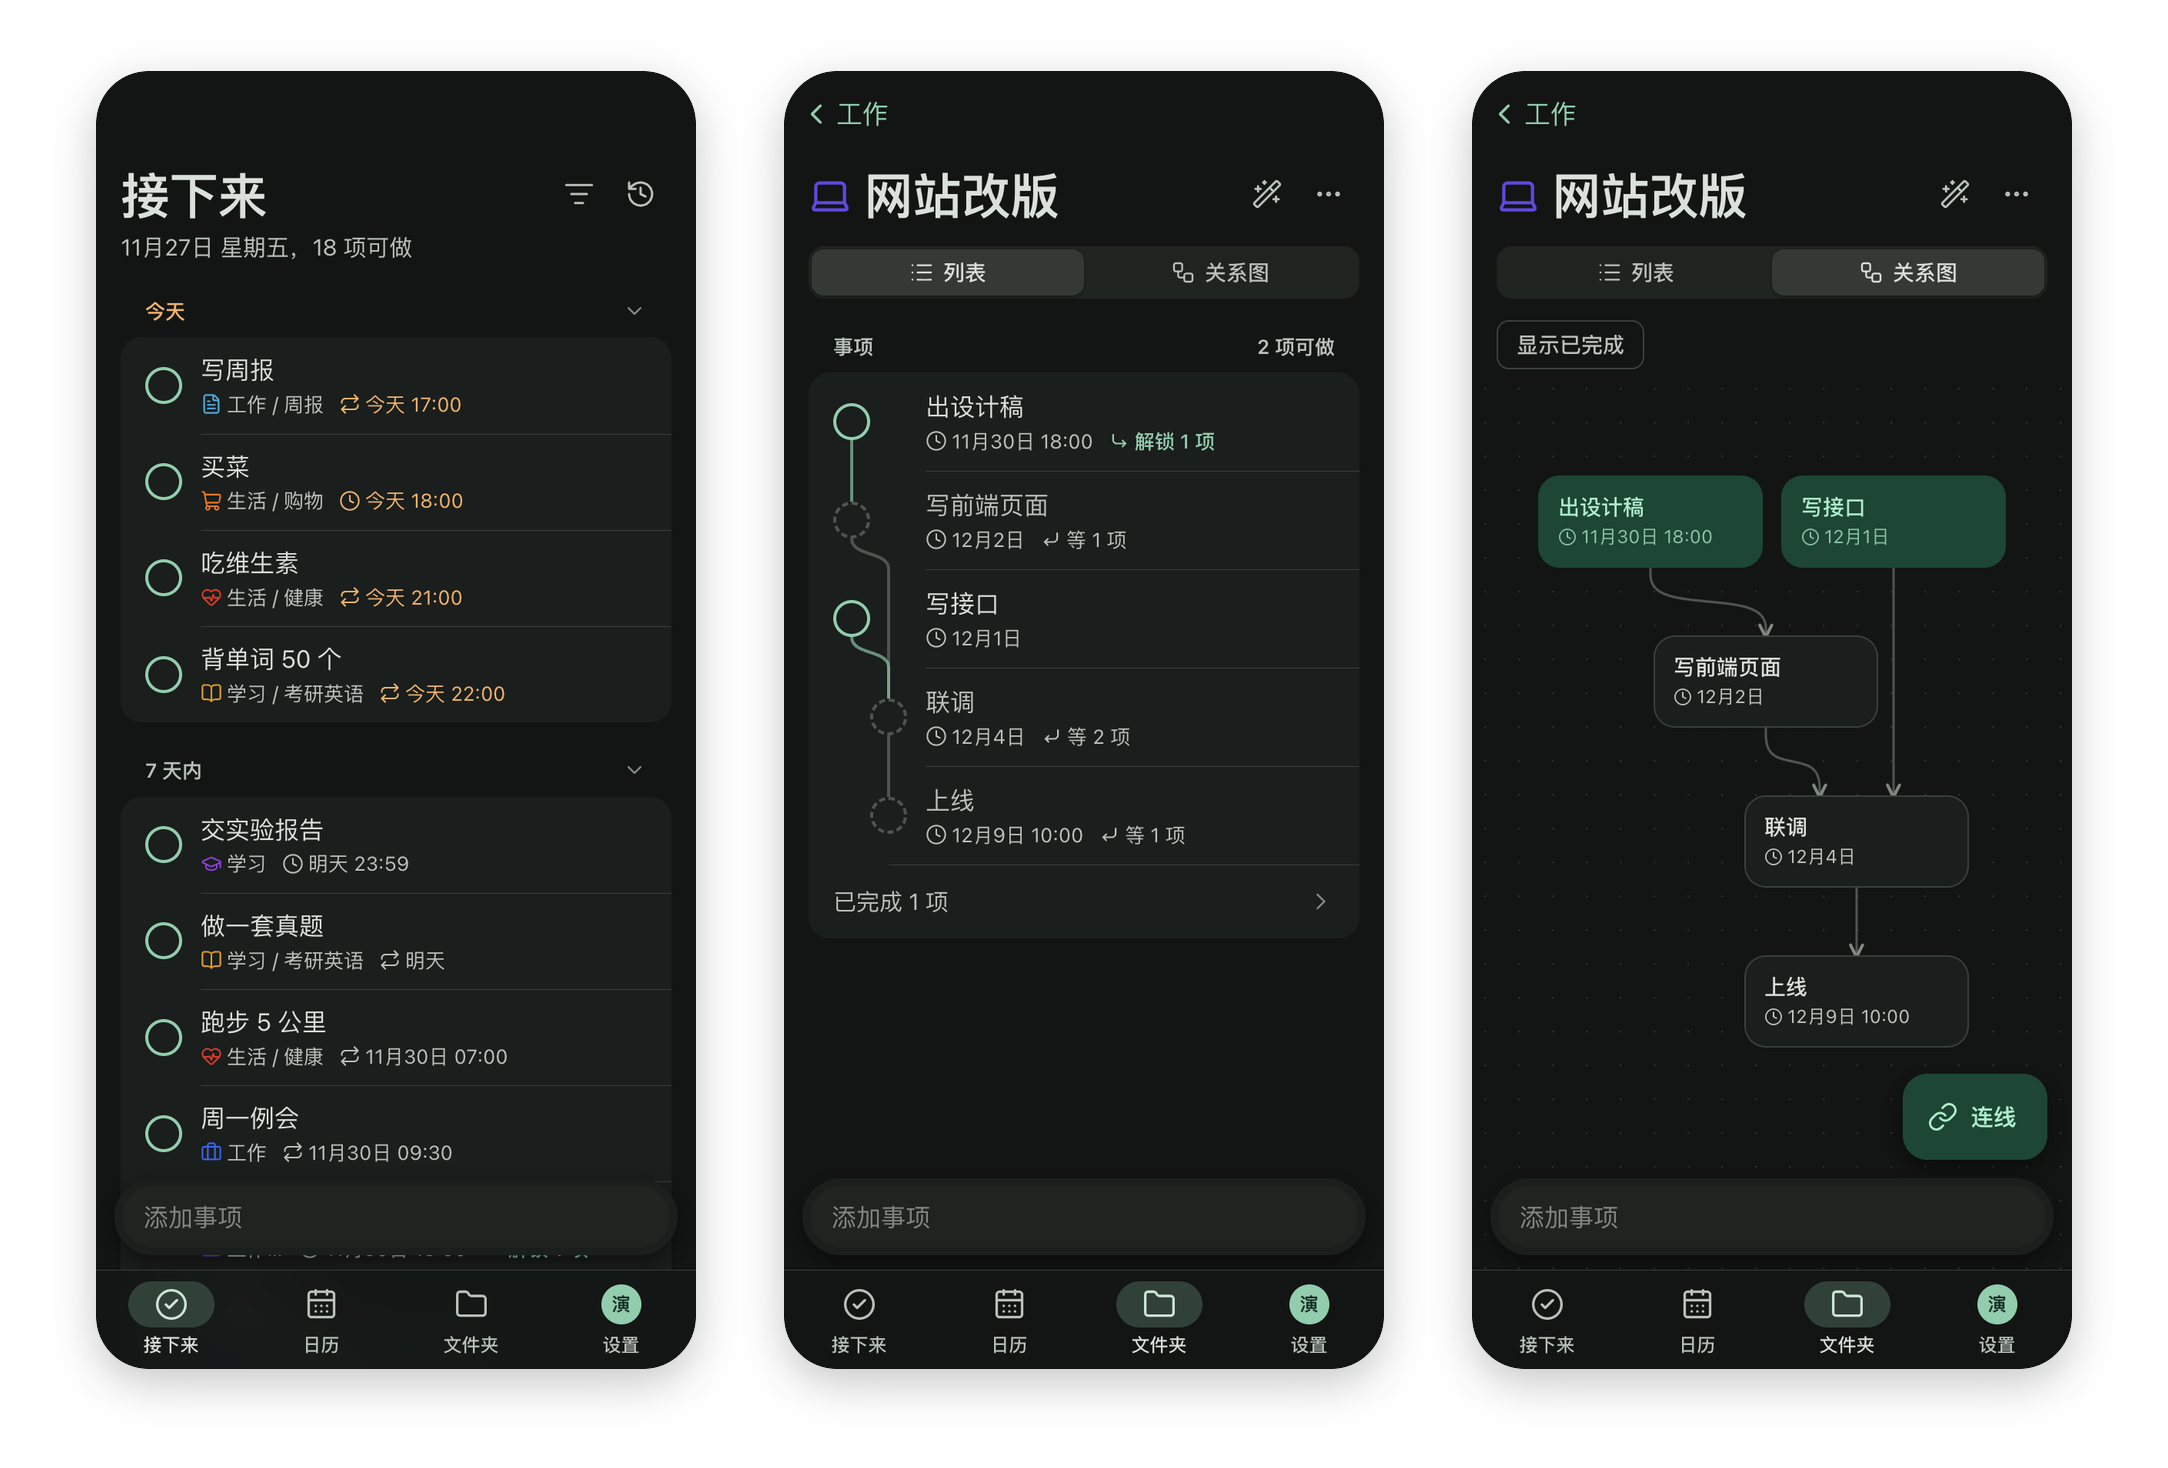 接下来
11月27日 星期五，18 项可做
今天
写周报
工作 / 周报 今天 17:00
买菜
生活 / 购物 今天 18:00
吃维生素
生活 / 健康 今天 21:00
背单词 50 个
学习 / 考研英语 今天 22:00
7 天内
交实验报告
学习 明天 23:59
做一套真题
学习 / 考研英语 明天
跑步 5 公里
生活 / 健康 11月30日 07:00
周一例会
工作 11月30日 09:30
添加事项
接下来 日历 文件夹 演 设置
工作
网站改版
列表 关系图
事项 2 项可做
出设计稿
11月30日 18:00 解锁 1 项
写前端页面
12月2日 等 1 项
写接口
12月1日
联调
12月4日 等 2 项
上线
12月9日 10:00 等 1 项
已完成 1 项
添加事项
接下来 日历 文件夹 演 设置
工作
网站改版
列表 关系图
显示已完成
出设计稿
11月30日 18:00
写接口
12月1日
写前端页面
12月2日
联调
12月4日
上线
12月9日 10:00
连线
添加事项
接下来 日历 文件夹 演 设置